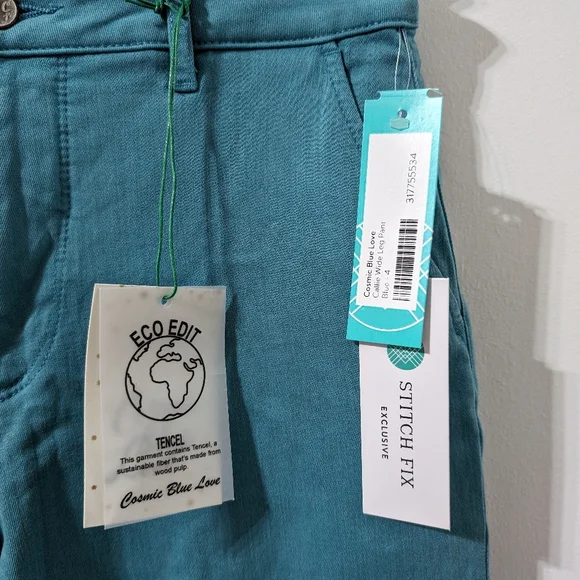 ECO EDIT
TENCEL
This garment contains Tencel, a
sustainable fiber that's made from
wood pulp.
Cosmic Blue Love
Cosmic Blue Love
Callie Wide Leg Pant
Blue - 4
317755534
STITCH FIX
EXCLUSIVE